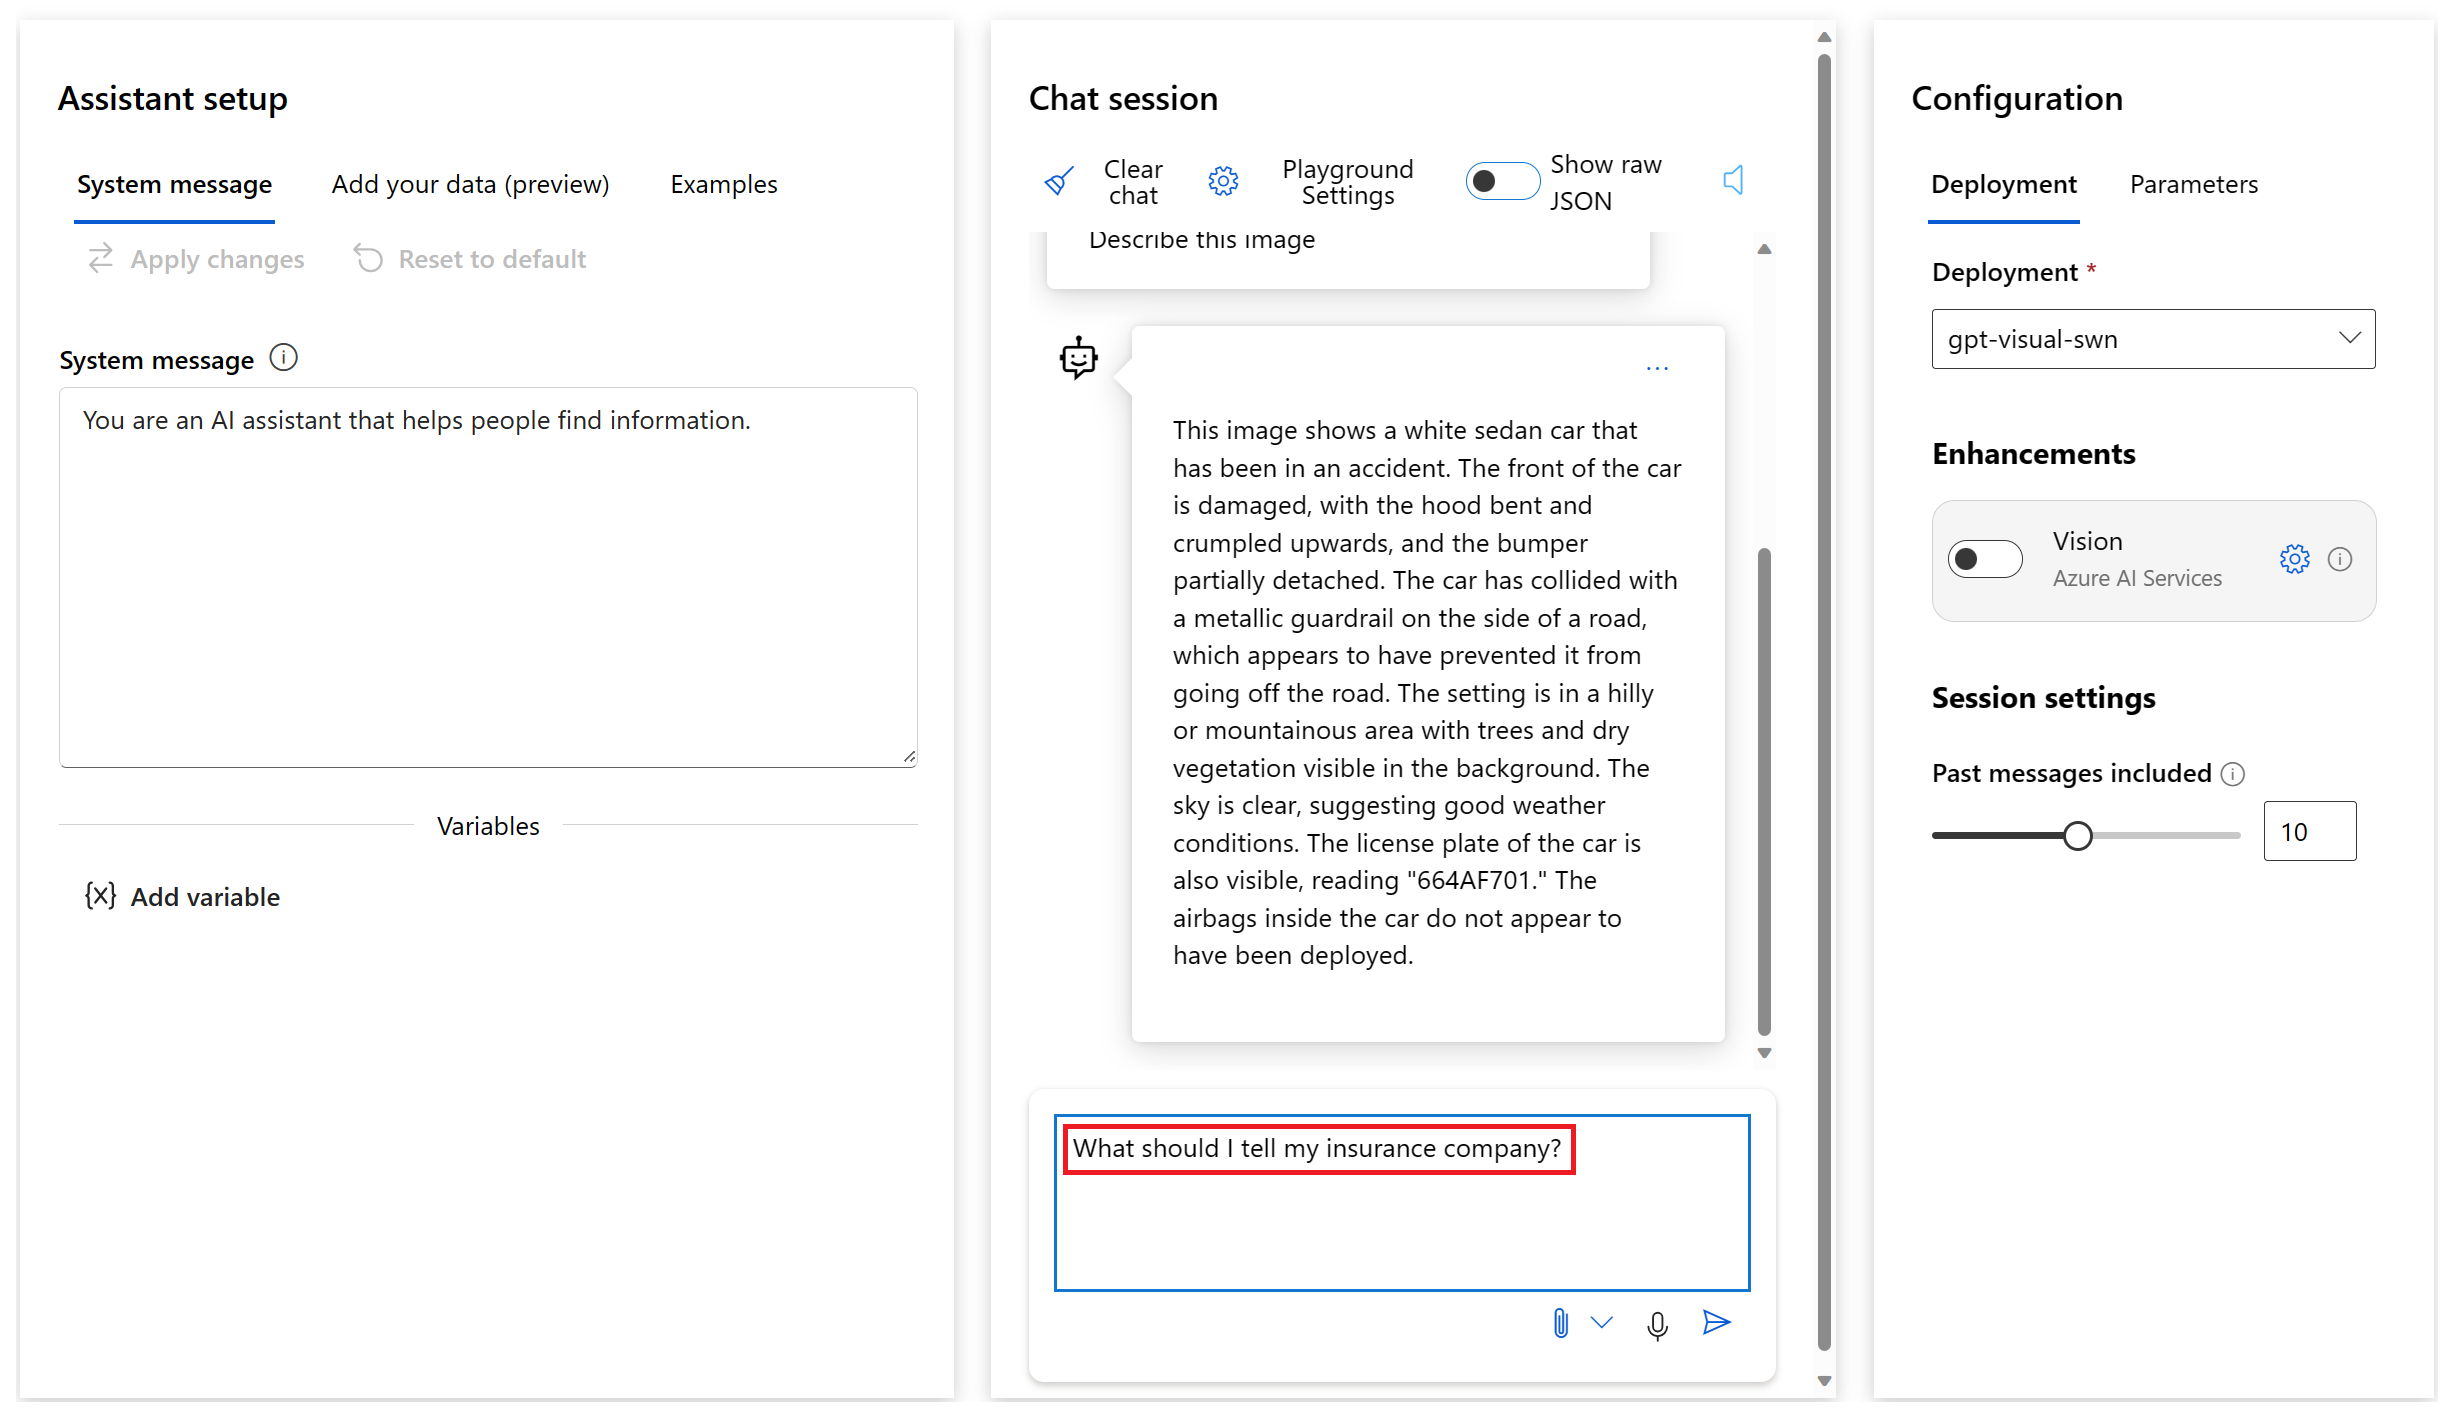 Assistant setup
System message
Add your data (preview)
Examples
Apply changes
Reset to default
System message
You are an AI assistant that helps people find information.
Variables
{x} Add variable
Chat session
Clear
chat
Playground
Settings
Show raw
JSON
Describe this image
...
This image shows a white sedan car that
has been in an accident. The front of the car
is damaged, with the hood bent and
crumpled upwards, and the bumper
partially detached. The car has collided with
a metallic guardrail on the side of a road,
which appears to have prevented it from
going off the road. The setting is in a hilly
or mountainous area with trees and dry
vegetation visible in the background. The
sky is clear, suggesting good weather
conditions. The license plate of the car is
also visible, reading "664AF701." The
airbags inside the car do not appear to
have been deployed.
What should I tell my insurance company?
Configuration
Deployment
Parameters
Deployment *
gpt-visual-swn
Enhancements
Vision
Azure AI Services
Session settings
Past messages included
10